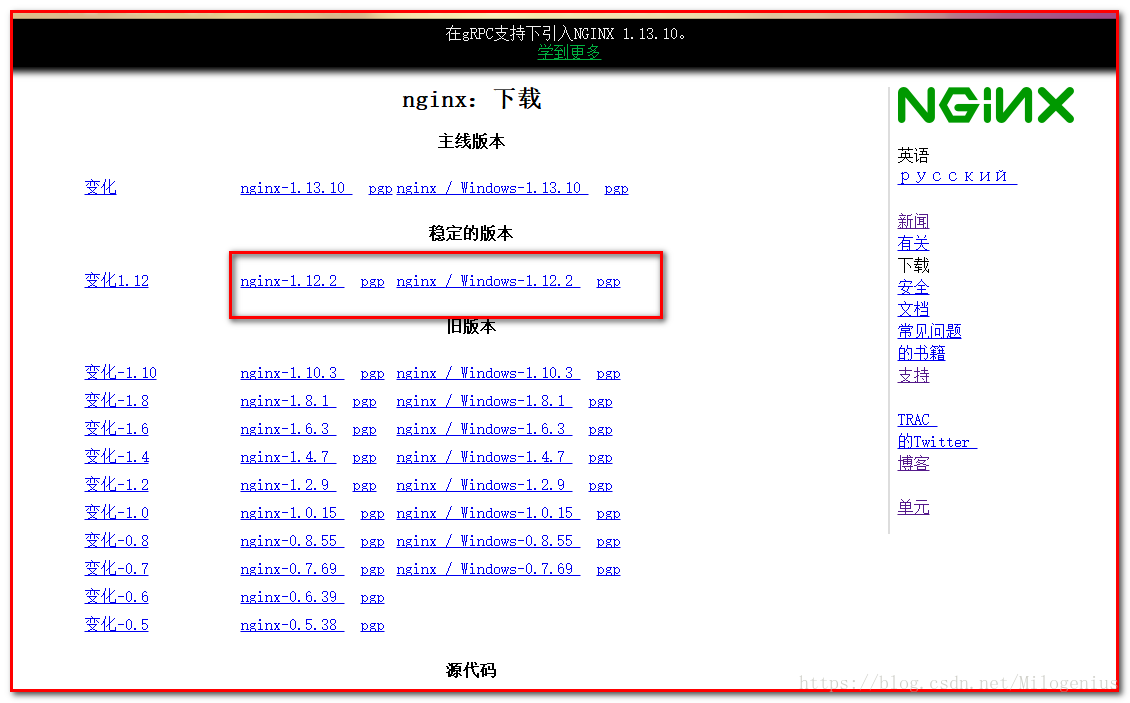 在gRPC支持下引入NGINX 1.13.10。
学到更多
nginx：下载
主线版本
变化 nginx-1.13.10 pgp nginx / Windows-1.13.10 pgp
稳定的版本
变化1.12 nginx-1.12.2 pgp nginx / Windows-1.12.2 pgp
旧版本
变化-1.10 nginx-1.10.3 pgp nginx / Windows-1.10.3 pgp
变化-1.8 nginx-1.8.1 pgp nginx / Windows-1.8.1 pgp
变化-1.6 nginx-1.6.3 pgp nginx / Windows-1.6.3 pgp
变化-1.4 nginx-1.4.7 pgp nginx / Windows-1.4.7 pgp
变化-1.2 nginx-1.2.9 pgp nginx / Windows-1.2.9 pgp
变化-1.0 nginx-1.0.15 pgp nginx / Windows-1.0.15 pgp
变化-0.8 nginx-0.8.55 pgp nginx / Windows-0.8.55 pgp
变化-0.7 nginx-0.7.69 pgp nginx / Windows-0.7.69 pgp
变化-0.6 nginx-0.6.39 pgp
变化-0.5 nginx-0.5.38 pgp
源代码
NGINX
英语
русский
新闻
有关
下载
安全
文档
常见问题
的书籍
支持
TRAC
的Twitter
博客
单元
https://blog.csdn.net/Milogenius